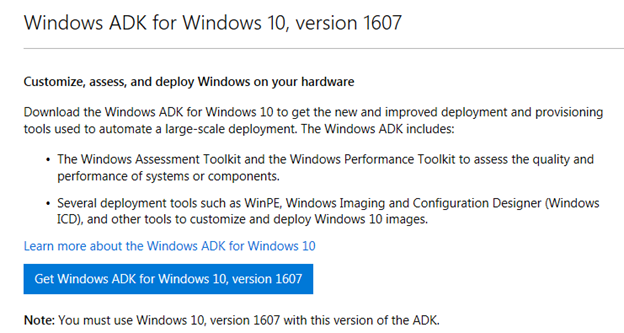 Windows ADK for Windows 10, version 1607
Customize, assess, and deploy Windows on your hardware
Download the Windows ADK for Windows 10 to get the new and improved deployment and provisioning
tools used to automate a large-scale deployment. The Windows ADK includes:
• The Windows Assessment Toolkit and the Windows Performance Toolkit to assess the quality and
performance of systems or components.
• Several deployment tools such as WinPE, Windows Imaging and Configuration Designer (Windows
ICD), and other tools to customize and deploy Windows 10 images.
Learn more about the Windows ADK for Windows 10
Get Windows ADK for Windows 10, version 1607
Note: You must use Windows 10, version 1607 with this version of the ADK.